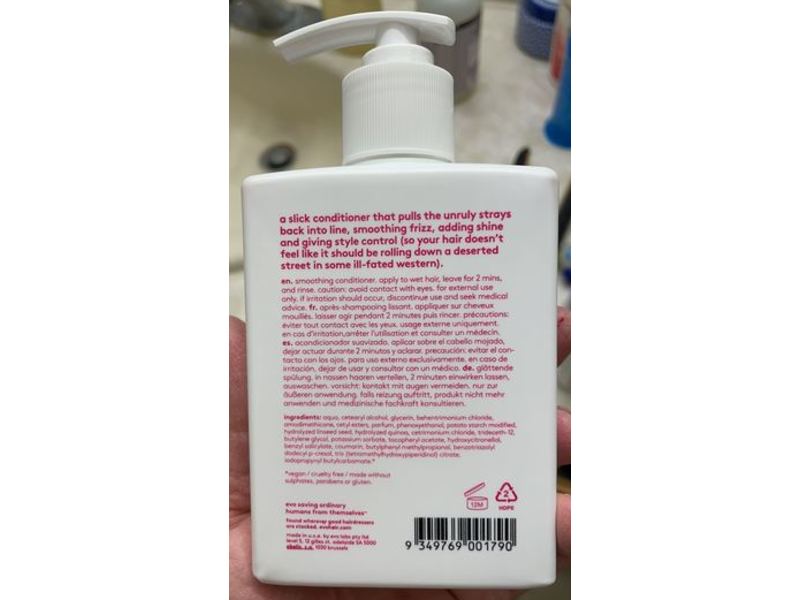 a slick conditioner that pulls the unruly strays
back into line, smoothing frizz, adding shine
and giving style control (so your hair doesn't
feel like it should be rolling down a deserted
street in some ill-fated western).
en. smoothing conditioner. apply to wet hair, leave for 2 mins,
and rinse. caution: avoid contact with eyes. for external use
only. if irritation should occur, discontinue use and seek medical
advice. fr. après-shampooing lissant. appliquer sur cheveux
mouillés. laisser agir pendant 2 minutes puis rincer. précautions:
éviter tout contact avec les yeux. usage externe uniquement.
en cas d'irritation,arrêter l'utilisation et consulter un médecin.
es. acondicionador suavizado. aplicar sobre el cabello mojado,
dejar actuar durante 2 minutos y aclarar. precaución: evitar el con-
tacto con los ojos. para uso externo exclusivamente. en caso de
irritación, dejar de usar y consultar con un médico. de. glättende
spülung. in nassen haaren verteilen, 2 minuten einwirken lassen,
auswaschen. vorsicht: kontakt mit augen vermeiden. nur zur
äußeren anwendung. falls reizung auftritt, produkt nicht mehr
anwenden und medizinische fachkraft konsultieren.
ingredients: aqua, cetearyl alcohol, glycerin, behentrimonium chloride,
amodimethicone, cetyl esters, parfum, phenoxyethanol, potato starch modified,
hydrolyzed linseed seed, hydrolyzed quinoa, cetrimonium chloride, trideceth-12,
butylene glycol, potassium sorbate, tocopheryl acetate, hydroxycitronellal,
benzyl salicylate, coumarin, butylphenyl methylpropional, benzotriazolyl
dodecyl p-cresol, tris (tetramethylhydroxypiperidinol) citrate,
iodopropynyl butylcarbamate.*
*vegan / cruelty free / made without
sulphates, parabens or gluten.
evo saving ordinary
humans from themselves™
found wherever good hairdressers
are stocked. evohair.com
made in u.s.a. by evo labs pty ltd
level 5, 12 gilles st. adelaide SA 5000
obelis. s.a. 1030 brussels
12M
2
HDPE
9 349769 001790